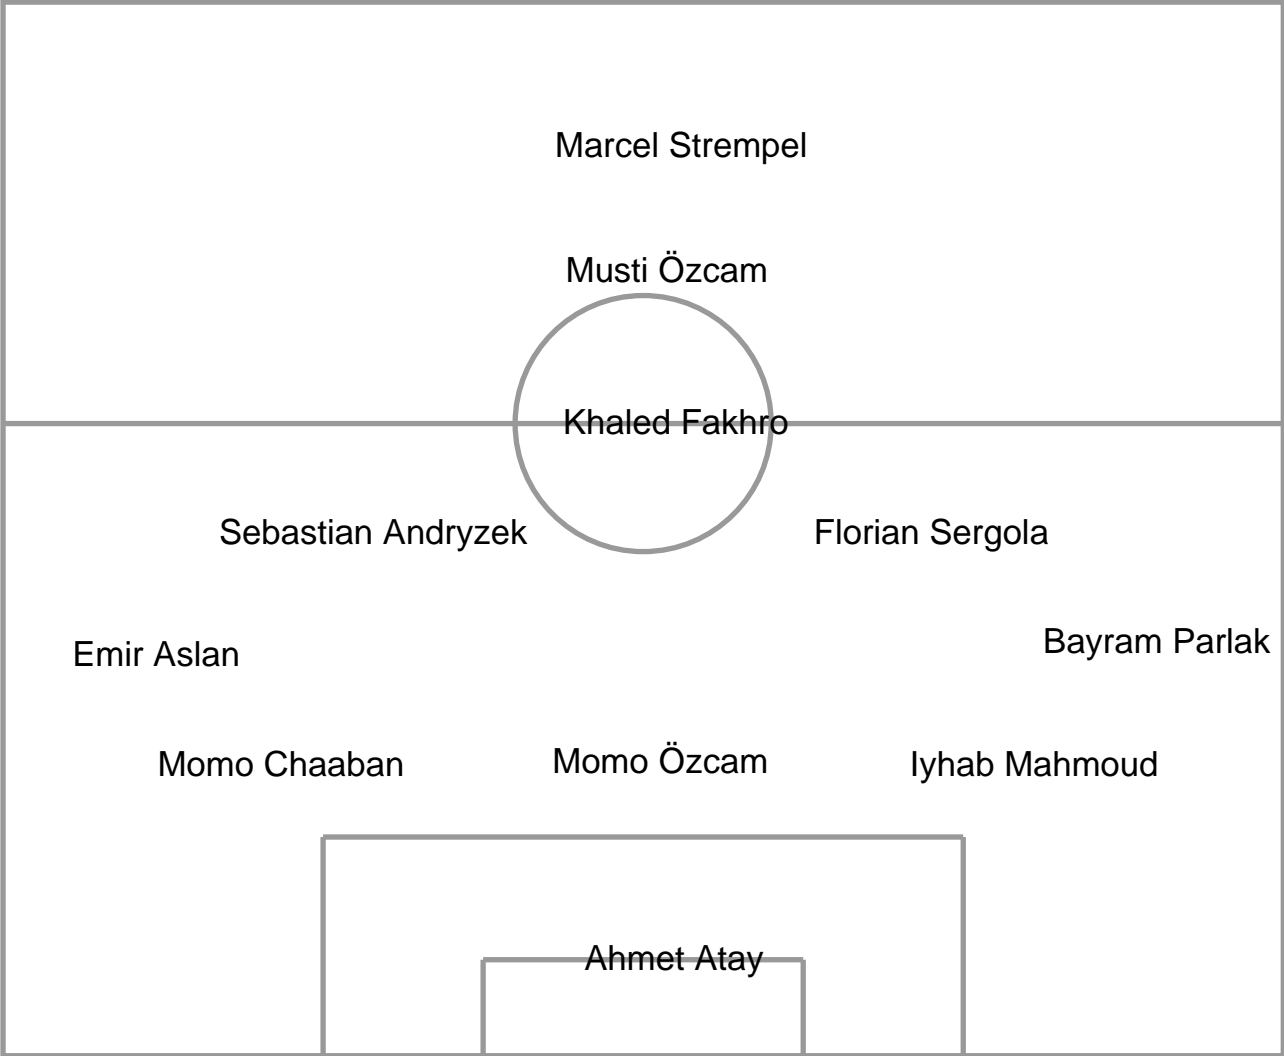 Marcel Strempel
Musti Özcam
Khaled Fakhro
Sebastian Andryzek
Florian Sergola
Emir Aslan
Bayram Parlak
Momo Chaaban
Momo Özcam
Iyhab Mahmoud
Ahmet Atay